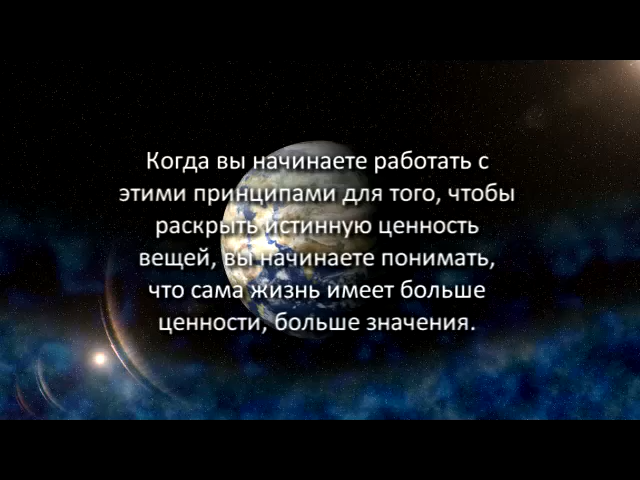 Когда вы начинаете работать с
этими принципами для того, чтобы
раскрыть истинную ценность
вещей, вы начинаете понимать,
что сама жизнь имеет больше
ценности, больше значения.